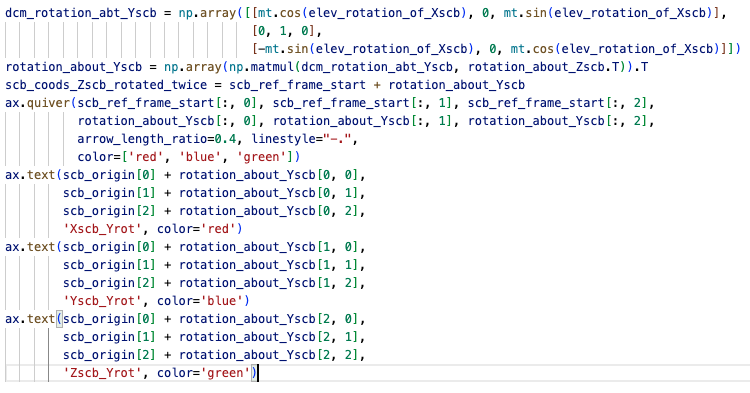 dcm_rotation_abt_Yscb = np.array([[mt.cos(elev_rotation_of_Xscb), 0, mt.sin(elev_rotation_of_Xscb)],
[0, 1, 0],
[-mt.sin(elev_rotation_of_Xscb), 0, mt.cos(elev_rotation_of_Xscb)]])
rotation_about_Yscb = np.array(np.matmul(dcm_rotation_abt_Yscb, rotation_about_Zscb.T)).T
scb_coods_Zscb_rotated_twice = scb_ref_frame_start + rotation_about_Yscb
ax.quiver(scb_ref_frame_start[:, 0], scb_ref_frame_start[:, 1], scb_ref_frame_start[:, 2],
rotation_about_Yscb[:, 0], rotation_about_Yscb[:, 1], rotation_about_Yscb[:, 2],
arrow_length_ratio=0.4, linestyle="-.",
color=['red', 'blue', 'green'])
ax.text(scb_origin[0] + rotation_about_Yscb[0, 0],
scb_origin[1] + rotation_about_Yscb[0, 1],
scb_origin[2] + rotation_about_Yscb[0, 2],
'Xscb_Yrot', color='red')
ax.text(scb_origin[0] + rotation_about_Yscb[1, 0],
scb_origin[1] + rotation_about_Yscb[1, 1],
scb_origin[2] + rotation_about_Yscb[1, 2],
'Yscb_Yrot', color='blue')
ax.text(scb_origin[0] + rotation_about_Yscb[2, 0],
scb_origin[1] + rotation_about_Yscb[2, 1],
scb_origin[2] + rotation_about_Yscb[2, 2],
'Zscb_Yrot', color='green')